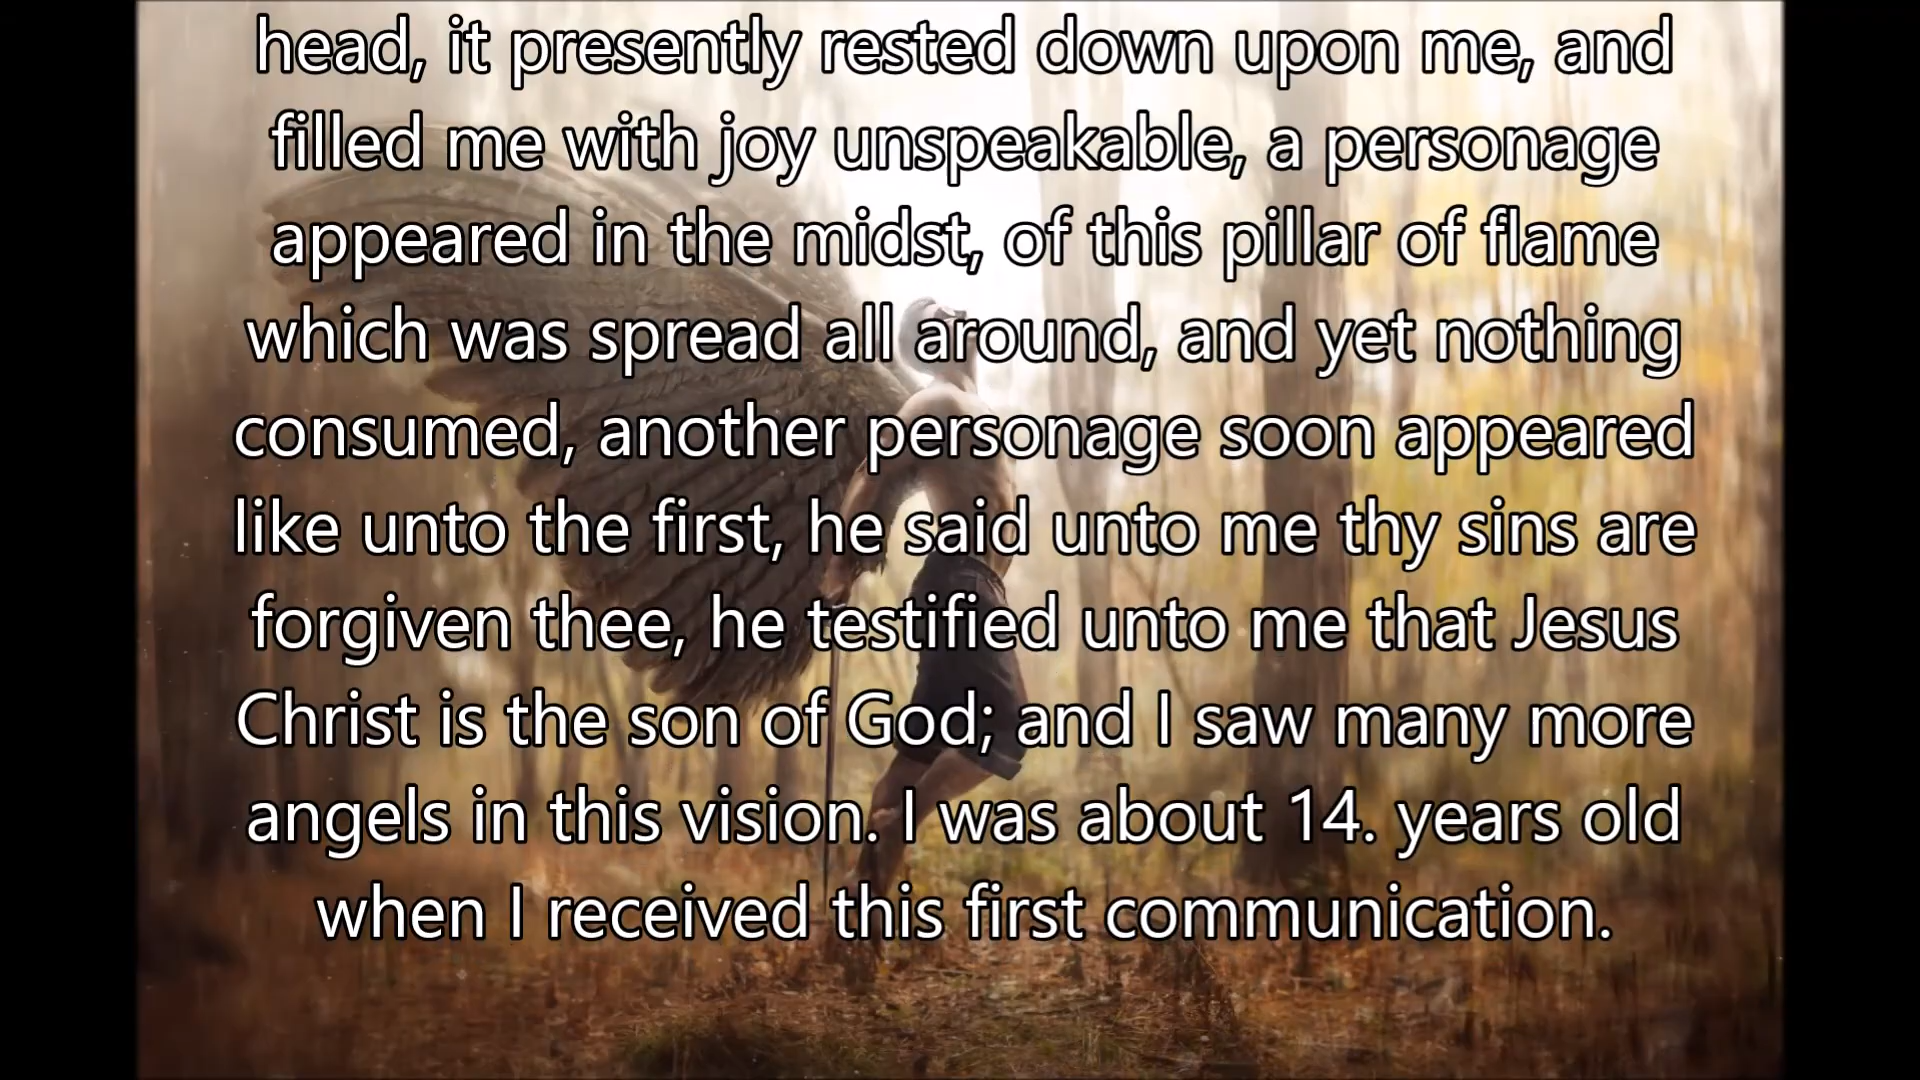 head, it presently rested down upon me, and
filled me with joy unspeakable, a personage
appeared in the midst, of this pillar of flame
which was spread all around, and yet nothing
consumed, another personage soon appeared
like unto the first, he said unto me thy sins are
forgiven thee, he testified unto me that Jesus
Christ is the son of God; and I saw many more
angels in this vision. I was about 14. years old
when I received this first communication.